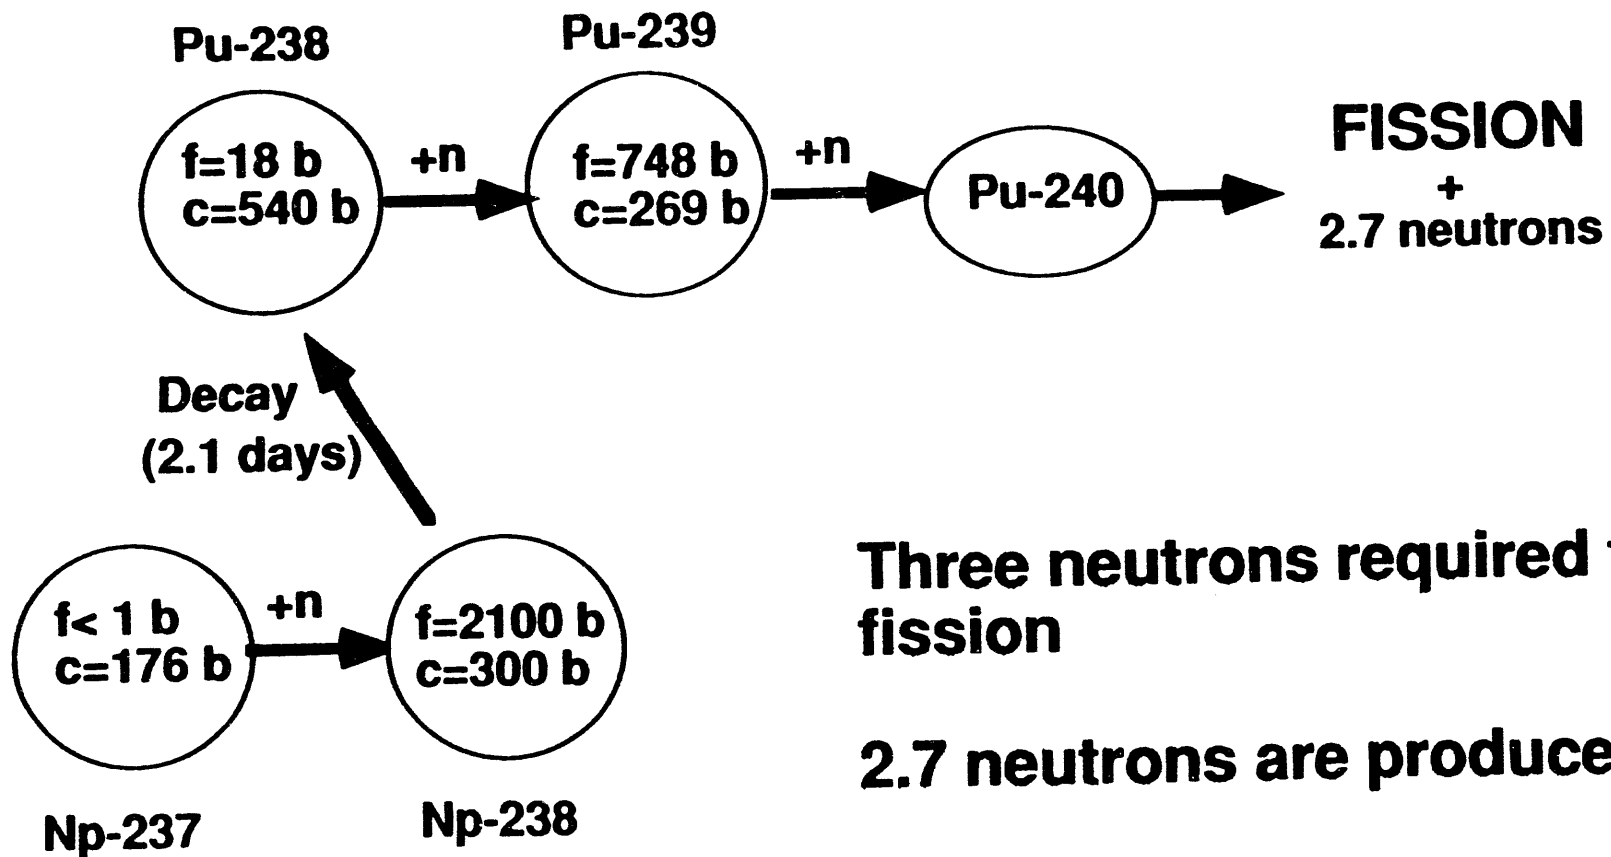 Pu-238
Pu-239
f=18 b
c=540 b
+n
f=748 b
c=269 b
+n
Pu-240
FISSION
+
2.7 neutrons
Decay
(2.1 days)
f< 1 b
c=176 b
+n
f=2100 b
c=300 b
Np-237
Np-238
Three neutrons required
fission
2.7 neutrons are produce